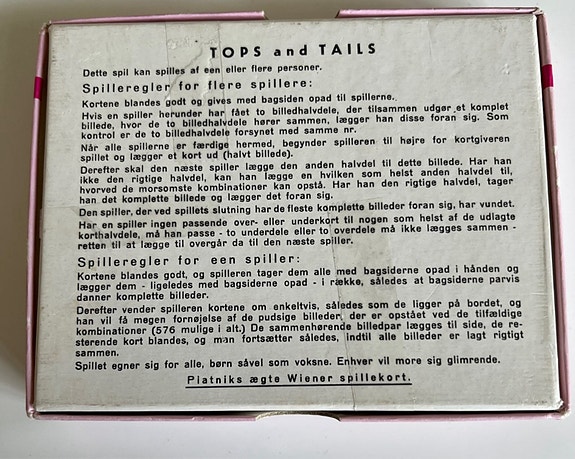 TOPS and TAILS
Dette spil kan spilles af een eller flere personer.
Spilleregler for flere spillere:
Kortene blandes godt og gives med bagsiden opad til spillerne.
Hvis en spiller herunder har fået to billedhalvdele, der tilsammen udgør et komplet
billede, hvor de to billedhalvdele hører sammen, lægger han disse foran sig. Som
kontrol er de to billedhalvdele forsynet med samme nr.
Når alle spillerne er færdige hermed, begynder spilleren til højre for kortgiveren
spillet og lægger et kort ud (halvt billede).
Derefter skal den næste spiller lægge den anden halvdel til dette billede. Har han
ikke den rigtige halvdel, kan han lægge en hvilken som helst anden halvdel til,
hvorved de morsomste kombinationer kan opstå. Har han den rigtige halvdel, tager
han det komplette billede og lægger det foran sig.
Den spiller, der ved spillets slutning har de fleste komplette billeder foran sig, har vundet.
Har en spiller ingen passende over- eller underkort til nogen som helst af de udlagte
korthalvdele, må han passe - to underdele eller to overdele må ikke lægges sammen -
retten til at lægge til overgår da til den næste spiller.
Spilleregler for een spiller:
Kortene blandes godt, og spilleren tager dem alle med bagsiderne opad i hånden og
lægger dem - ligeledes med bagsiderne opad - i række, således at bagsiderne parvis
danner komplette billeder.
Derefter vender spilleren kortene om enkeltvis, således som de ligger på bordet, og
han vil få megen fornøjelse af de pudsige billeder, der er opstået ved de tilfældige
kombinationer (576 mulige i alt.) De sammenhørende billedpar lægges til side, de re-
sterende kort blandes, og man fortsætter således, indtil alle billeder er lagt rigtigt
sammen.
Spillet egner sig for alle, børn såvel som voksne. Enhver vil more sig glimrende.
Piatniks ægte Wiener spillekort.